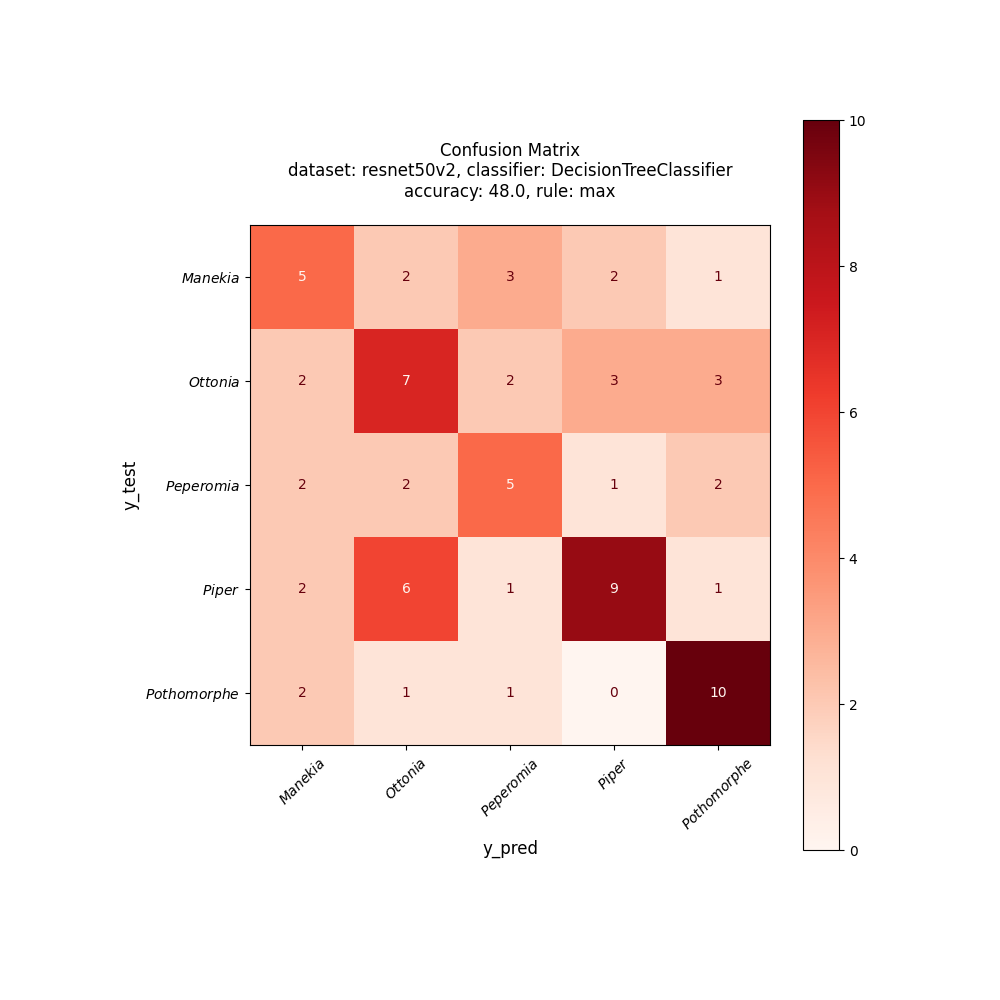 Confusion Matrix
dataset: resnet50v2, classifier: DecisionTreeClassifier
accuracy: 48.0, rule: max
y_test
Manekia 5 2 3 2 1
Ottonia 2 7 2 3 3
Peperomia 2 2 5 1 2
Piper 2 6 1 9 1
Pothomorphe 2 1 1 0 10
Manekia Ottonia Peperomia Piper Pothomorphe
y_pred
10
8
6
4
2
0